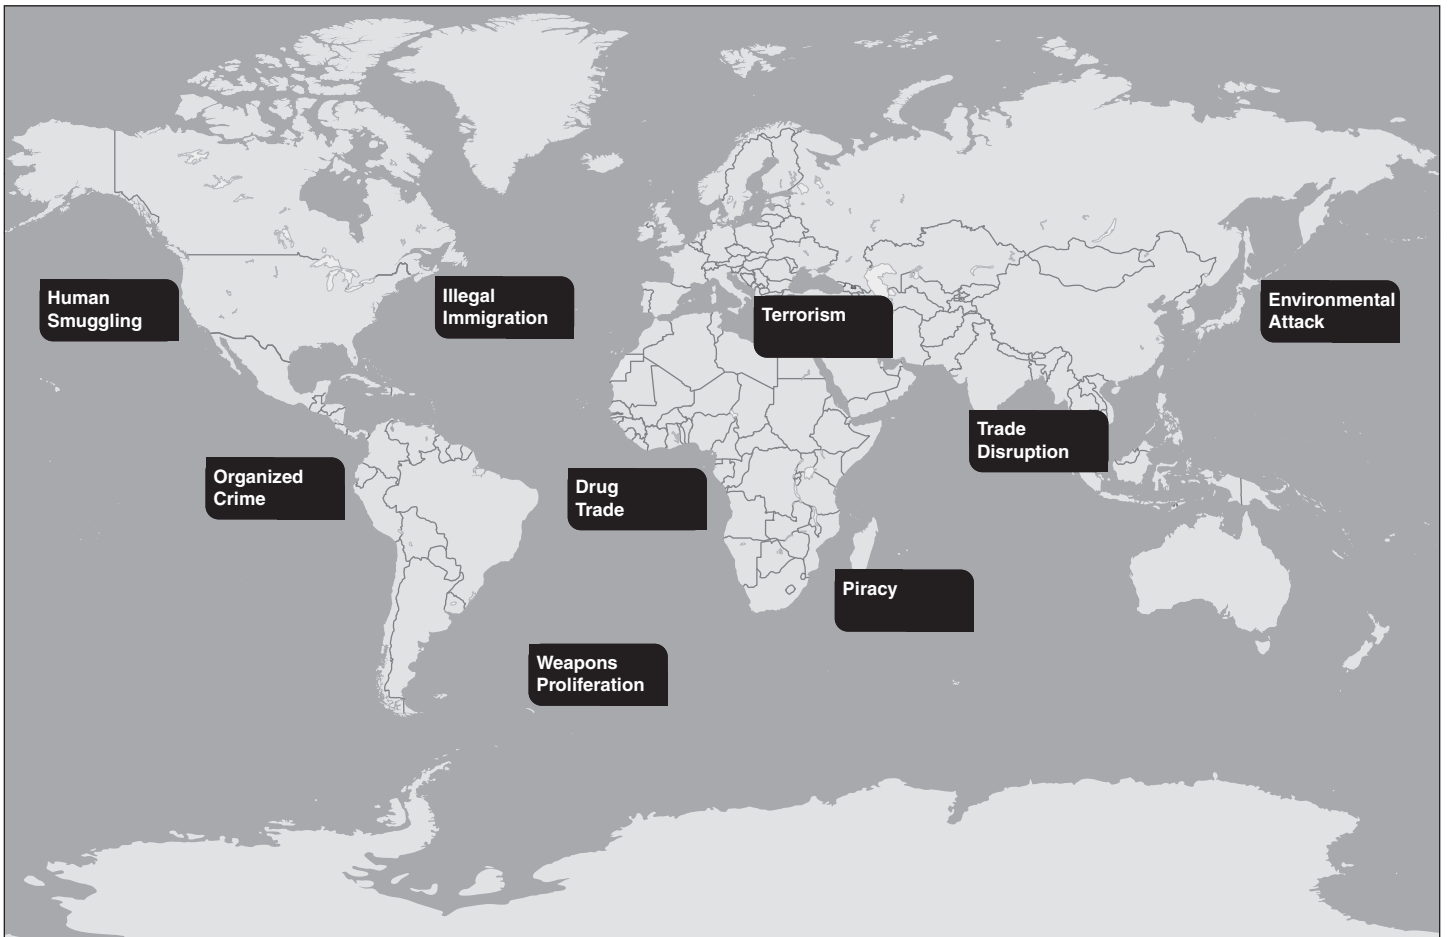 Human
Smuggling
Illegal
Immigration
Terrorism
Environmental
Attack
Trade
Disruption
Organized
Crime
Drug
Trade
Piracy
Weapons
Proliferation